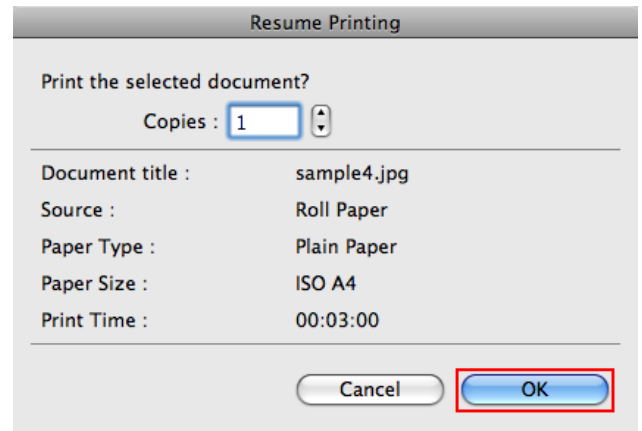 Resume Printing
Print the selected document?
Copies : 1
Document title : sample4.jpg
Source : Roll Paper
Paper Type : Plain Paper
Paper Size : ISO A4
Print Time : 00:03:00
Cancel OK